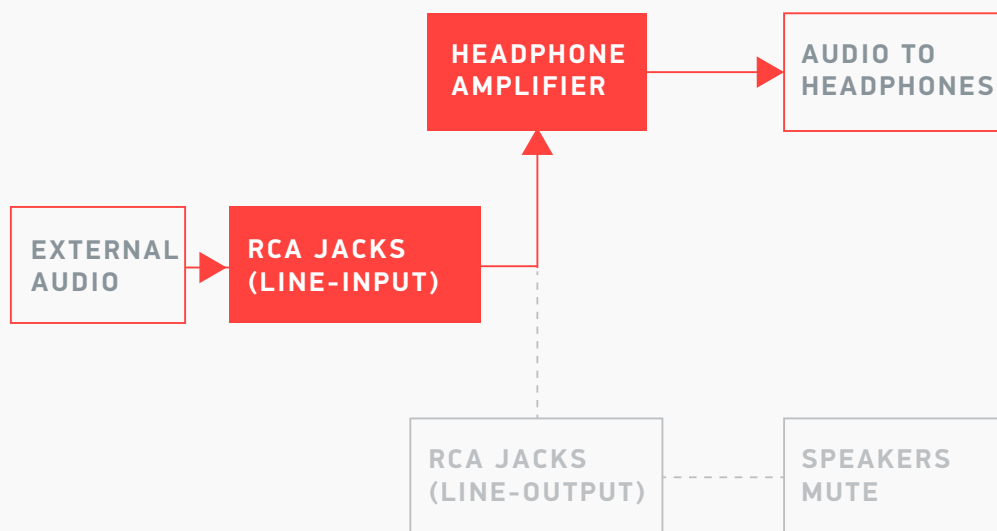 HEADPHONE
AMPLIFIER
AUDIO TO
HEADPHONES
EXTERNAL
AUDIO
RCA JACKS
(LINE-INPUT)
RCA JACKS
(LINE-OUTPUT)
SPEAKERS
MUTE